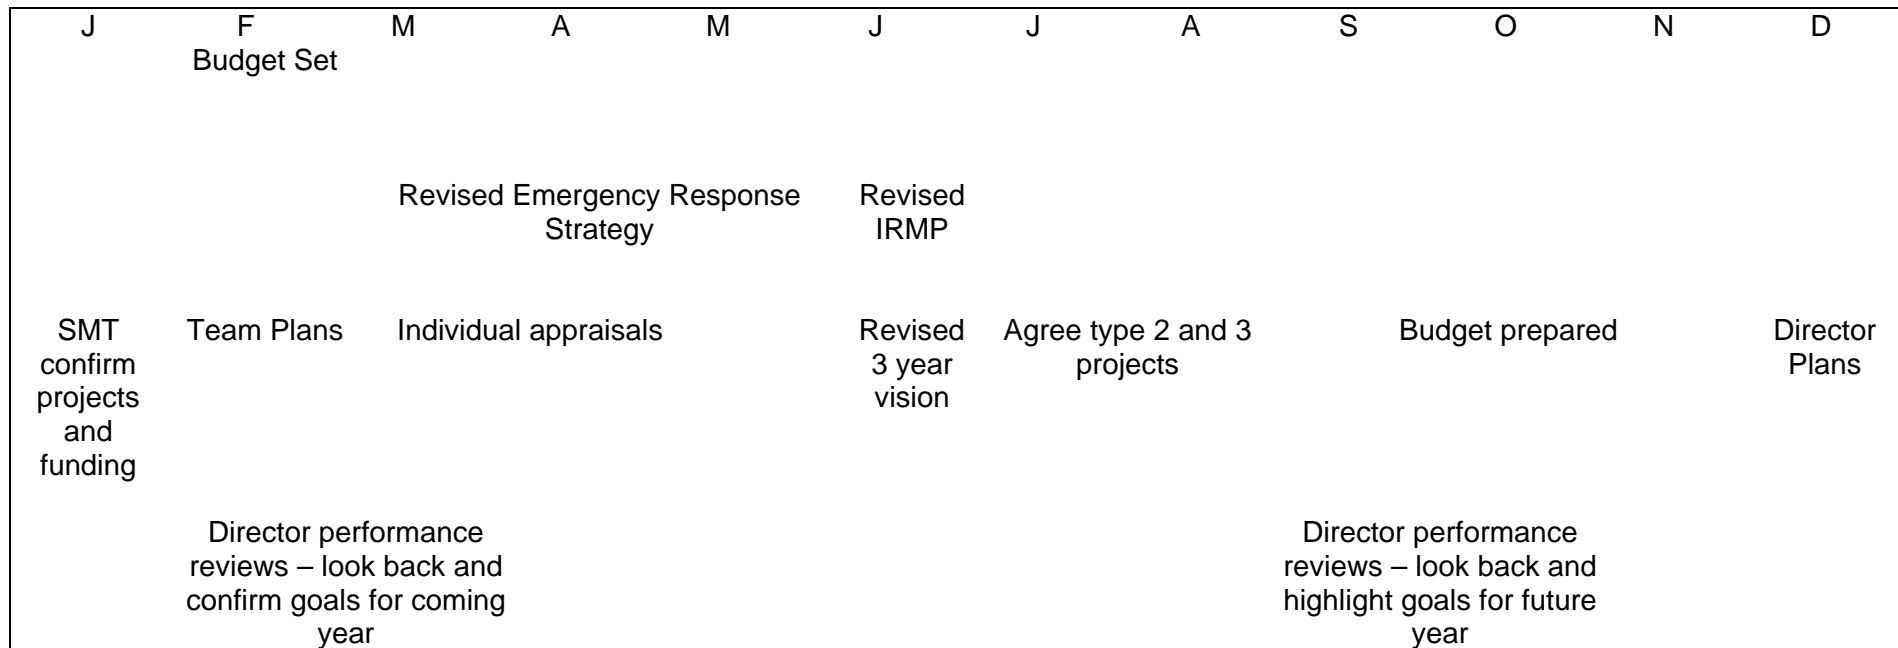 J F M A M J J A S O N D
Budget Set
Revised Emergency Response Revised
Strategy IRMP
SMT Team Plans Individual appraisals Revised Agree type 2 and 3 Budget prepared Director
confirm 3 year projects Plans
projects vision
and
funding
Director performance Director performance
reviews – look back and reviews – look back and
confirm goals for coming highlight goals for future
year year